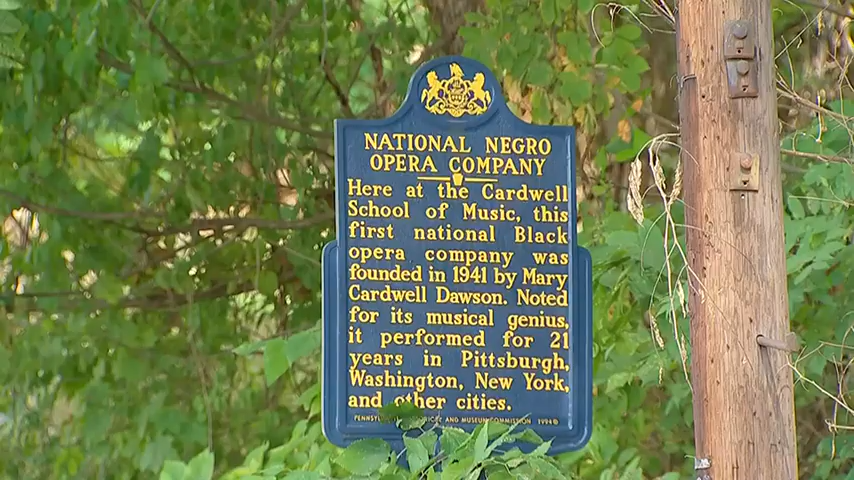 NATIONAL NEGRO
OPERA COMPANY
Here at the Cardwell
School of Music, this
first national Black
opera company was
founded in 1941 by Mary
Cardwell Dawson. Noted
for its musical genius,
it performed for 21
years in Pittsburgh,
Washington, New York,
and other cities.
AND MUSEUM COMMISSION 1994